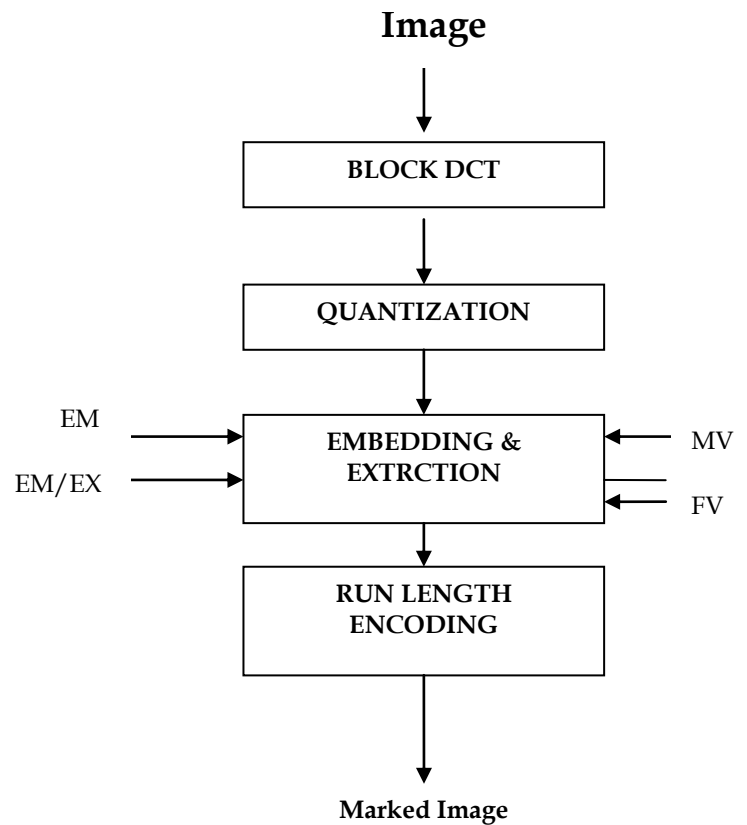 Image
BLOCK DCT
QUANTIZATION
EM
EMBEDDING &
EXTRCTION
MV
EM/EX
FV
RUN LENGTH
ENCODING
Marked Image